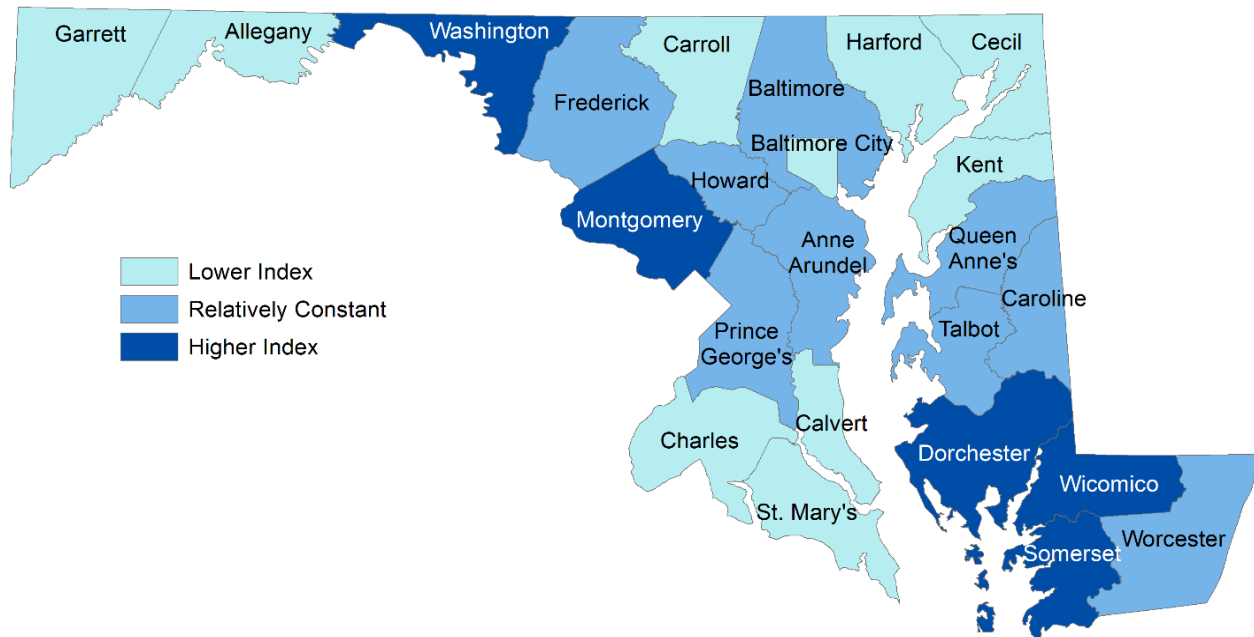 Garrett
Allegany
Washington
Frederick
Carroll
Baltimore
Harford
Cecil
Baltimore City
Howard
Kent
Montgomery
Anne
Arundel
Queen
Anne's
Caroline
Talbot
Prince
George's
Lower Index
Relatively Constant
Higher Index
Charles
Calvert
Dorchester
Wicomico
St. Mary's
Somerset
Worcester